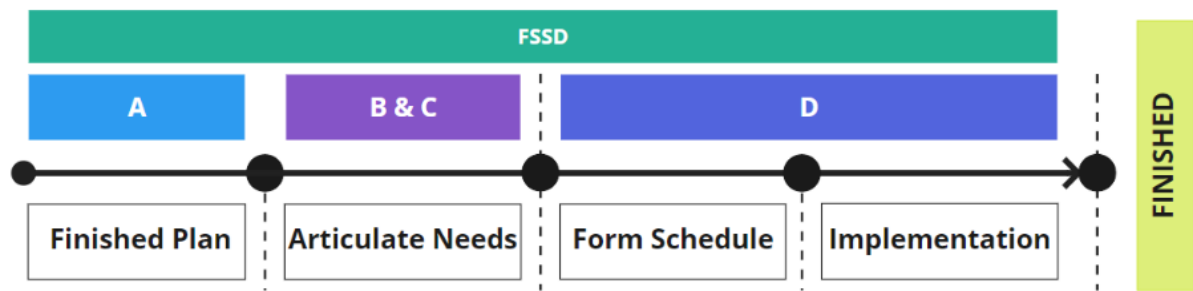 FSSD
A
B & C
D
Finished Plan
Articulate Needs
Form Schedule
Implementation
FINISHED